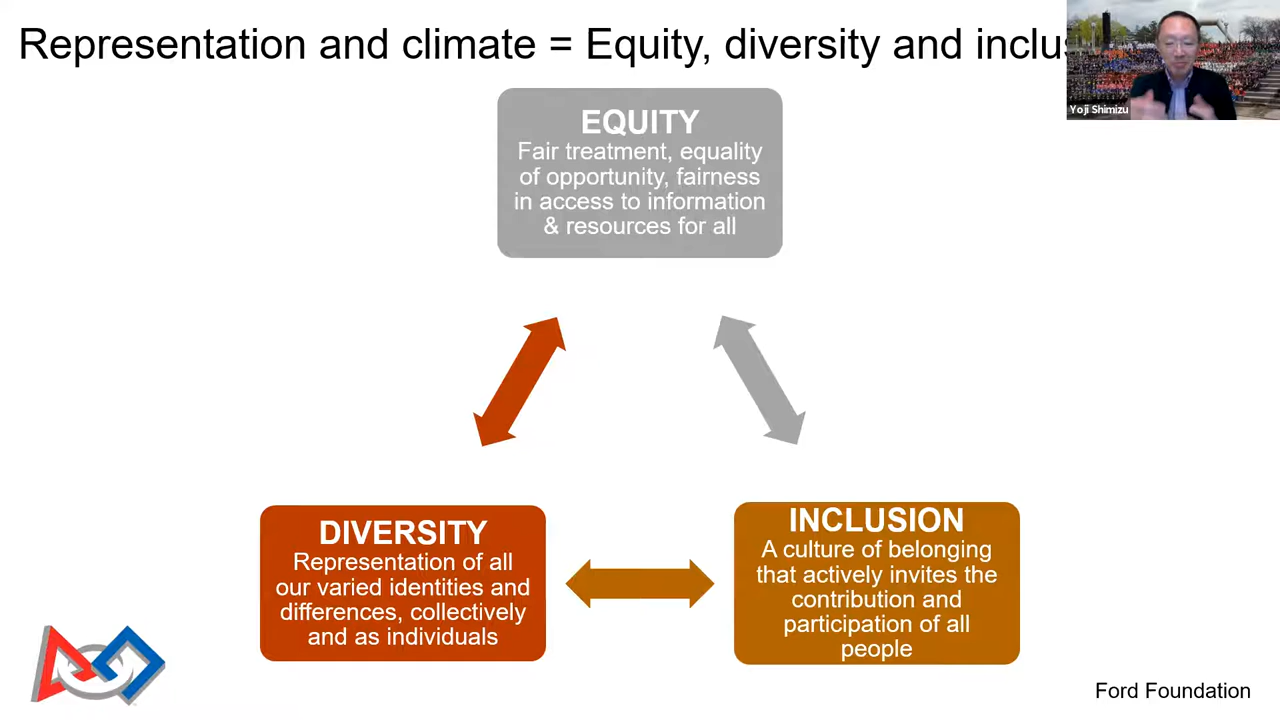 Representation and climate = Equity, diversity and inclu
Yoji Shimizu
EQUITY
Fair treatment, equality
of opportunity, fairness
in access to information
& resources for all
DIVERSITY
Representation of all
our varied identities and
differences, collectively
and as individuals
INCLUSION
A culture of belonging
that actively invites the
contribution and
participation of all
people
Ford Foundation